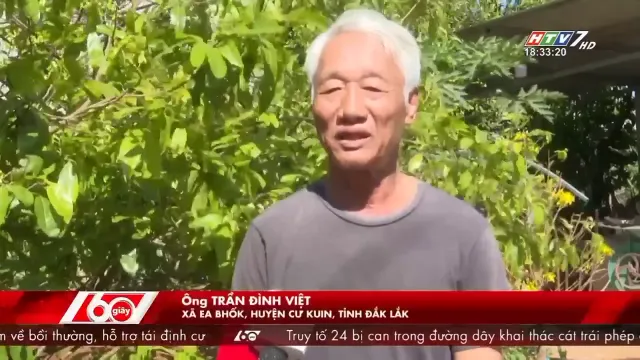 HTV7 HD
18:33:20
Ông TRẦN ĐÌNH VIỆT
XÃ EA BHỐK, HUYỆN CƯ KUIN, TỈNH ĐẮK LẮK
60 giây
m về bồi thường, hỗ trợ tái định cư
Truy tố 24 bị can trong đường dây khai thác cát trái phép
60